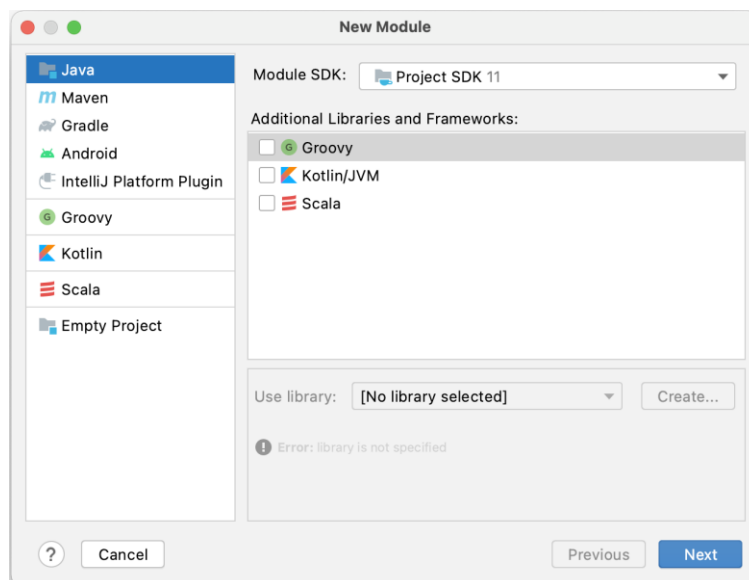 New Module
Java
Maven
Gradle
Android
IntelliJ Platform Plugin
Groovy
Kotlin
Scala
Empty Project
Module SDK: Project SDK 11
Additional Libraries and Frameworks:
Groovy
Kotlin/JVM
Scala
Use library: [No library selected] Create...
Error: library is not specified
? Cancel Previous Next